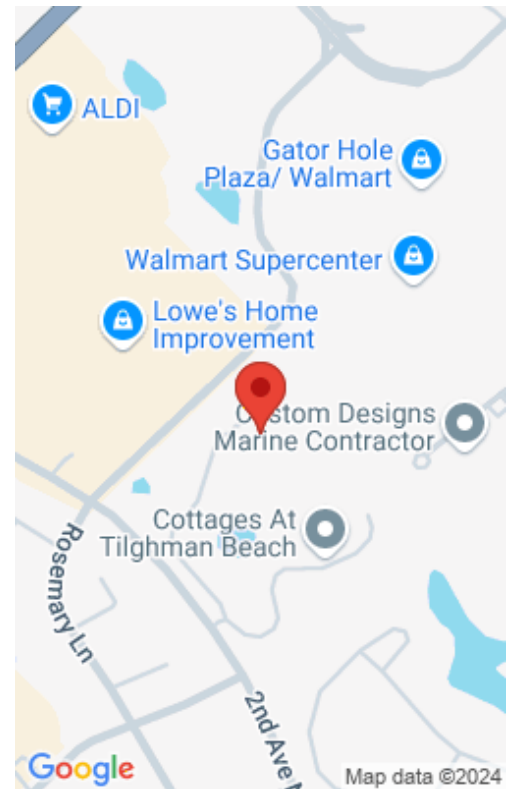 ALDI
Gator Hole
Plaza/ Walmart
Walmart Supercenter
Lowe's Home
Improvement
Custom Designs
Marine Contractor
Cottages At
Tilghman Beach
Rosemary Ln
2nd Ave
Google
Map data ©2024